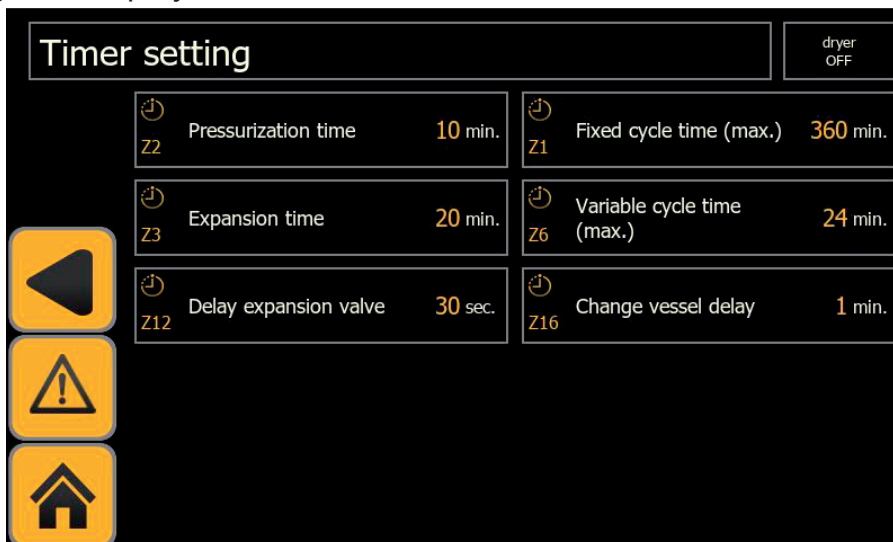 Timer setting
dryer
OFF
Z2 Pressurization time 10 min.
Z1 Fixed cycle time (max.) 360 min.
Z3 Expansion time 20 min.
Z6 Variable cycle time
(max.) 24 min.
Z12 Delay expansion valve 30 sec.
Z16 Change vessel delay 1 min.